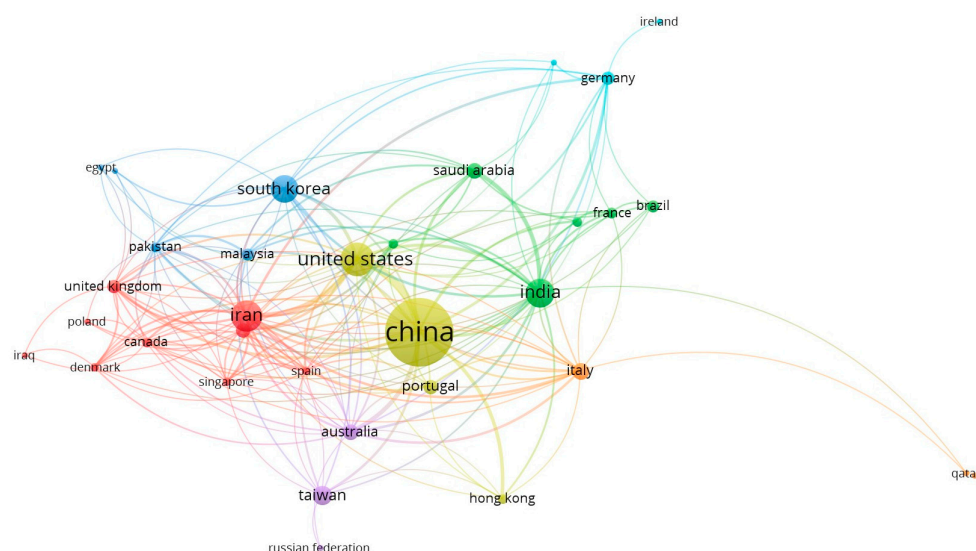 ireland
germany
egypt
saudi arabia
south korea
brazil
france
pakistan
malaysia
united states
united kingdom
india
iran
poland
china
canada
iraq
denmark
spain
italy
singapore
portugal
australia
qata
taiwan
hong kong
russian federation